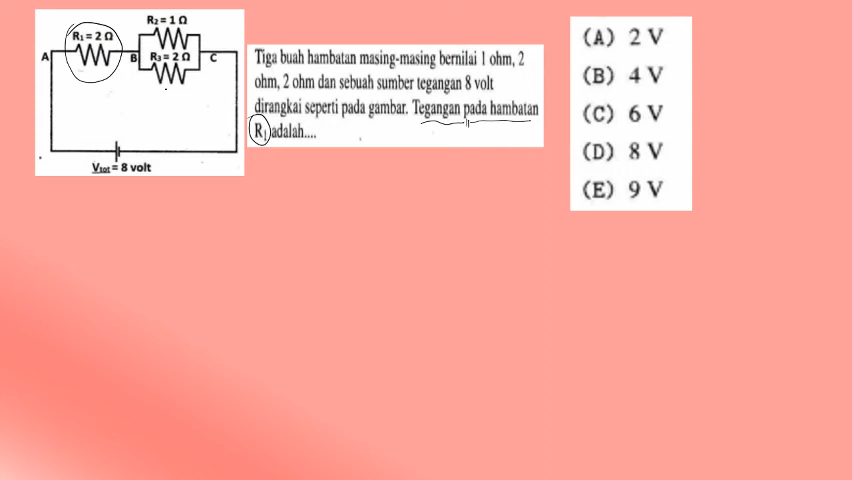 R₂= 1 Ω
R₁= 2 Ω
A
B
R₃= 2 Ω
C
Vtot = 8 volt
Tiga buah hambatan masing-masing bernilai 1 ohm, 2
ohm, 2 ohm dan sebuah sumber tegangan 8 volt
dirangkai seperti pada gambar. Tegangan pada hambatan
R₁ adalah....
(A) 2 V
(B) 4 V
(C) 6 V
(D) 8 V
(E) 9 V